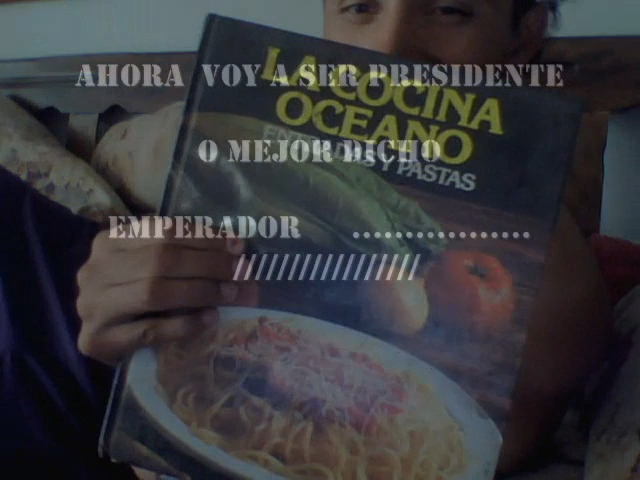 AHORA VOY A SER PRESIDENTE
LA COCINA
OCEANO
ENTRADAS Y PASTAS
O MEJOR DICHO
EMPERADOR ..................
/////////////////